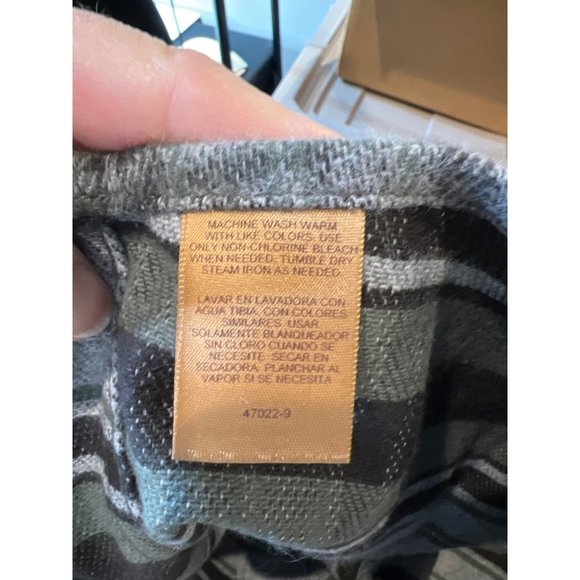 MACHINE WASH WARM
WITH LIKE COLORS. USE
ONLY NON-CHLORINE BLEACH
WHEN NEEDED, TUMBLE DRY
STEAM IRON AS NEEDED.
LAVAR EN LAVADORA CON
AGUA TIBIA, CON COLORES
SIMILARES. USAR
SOLAMENTE BLANQUEADOR
SIN CLORO CUANDO SE
NECESITE. SECAR EN
SECADORA, PLANCHAR AL
VAPOR SI SE NECESITA
47022-9